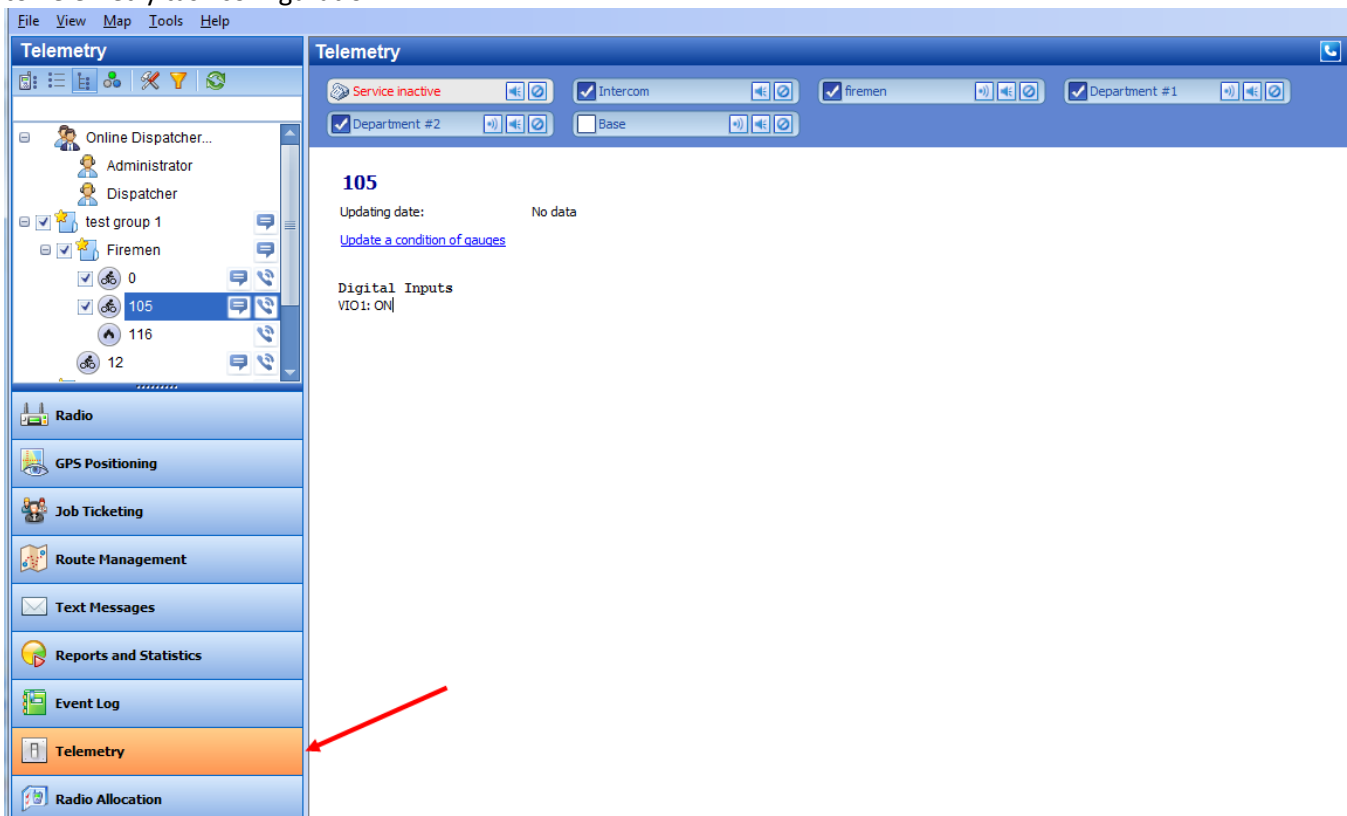 File View Map Tools Help
Telemetry
Online Dispatcher...
Administrator
Dispatcher
test group 1
Firemen
0
105
116
12
Radio
GPS Positioning
Job Ticketing
Route Management
Text Messages
Reports and Statistics
Event Log
Telemetry
Radio Allocation
Telemetry
Service inactive
Intercom
firemen
Department #1
Department #2
Base
105
Updating date: No data
Update a condition of gauges
Digital Inputs
VIO1: ON